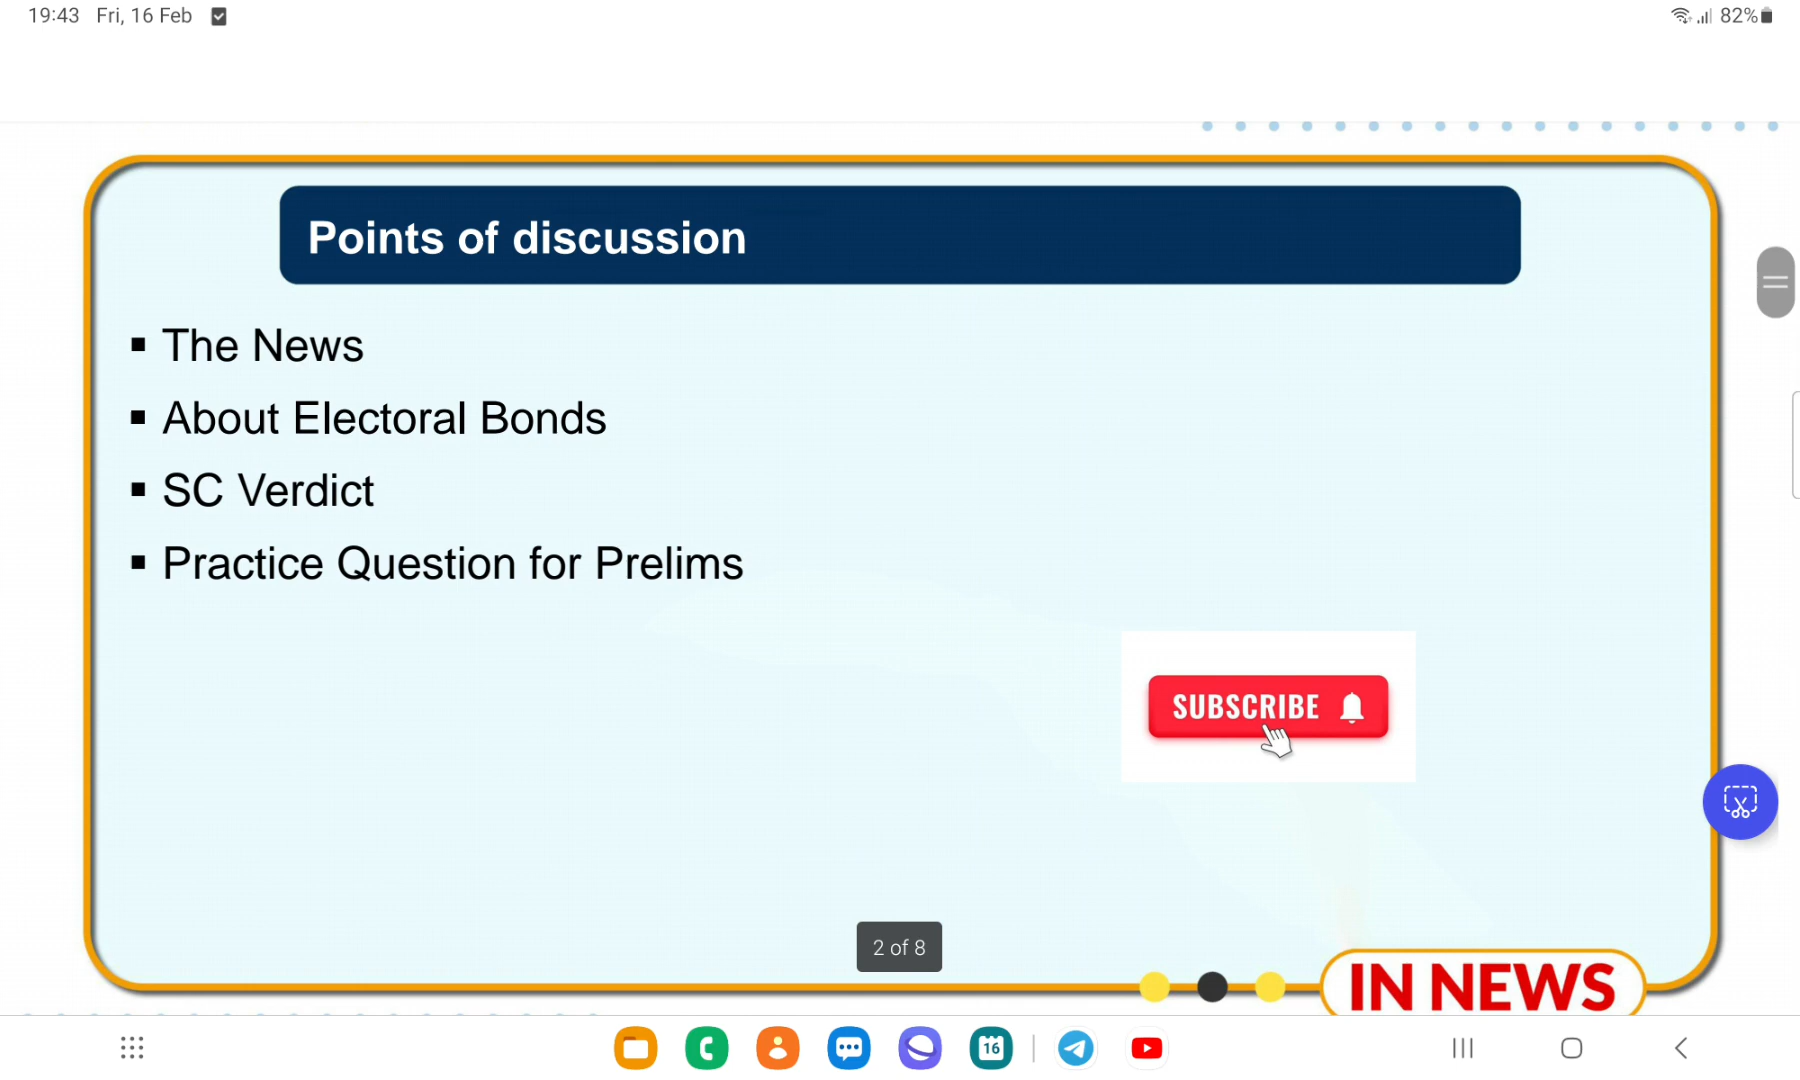 19:43 Fri, 16 Feb
82%
Points of discussion
▪ The News
▪ About Electoral Bonds
▪ SC Verdict
▪ Practice Question for Prelims
SUBSCRIBE
2 of 8
IN NEWS
16